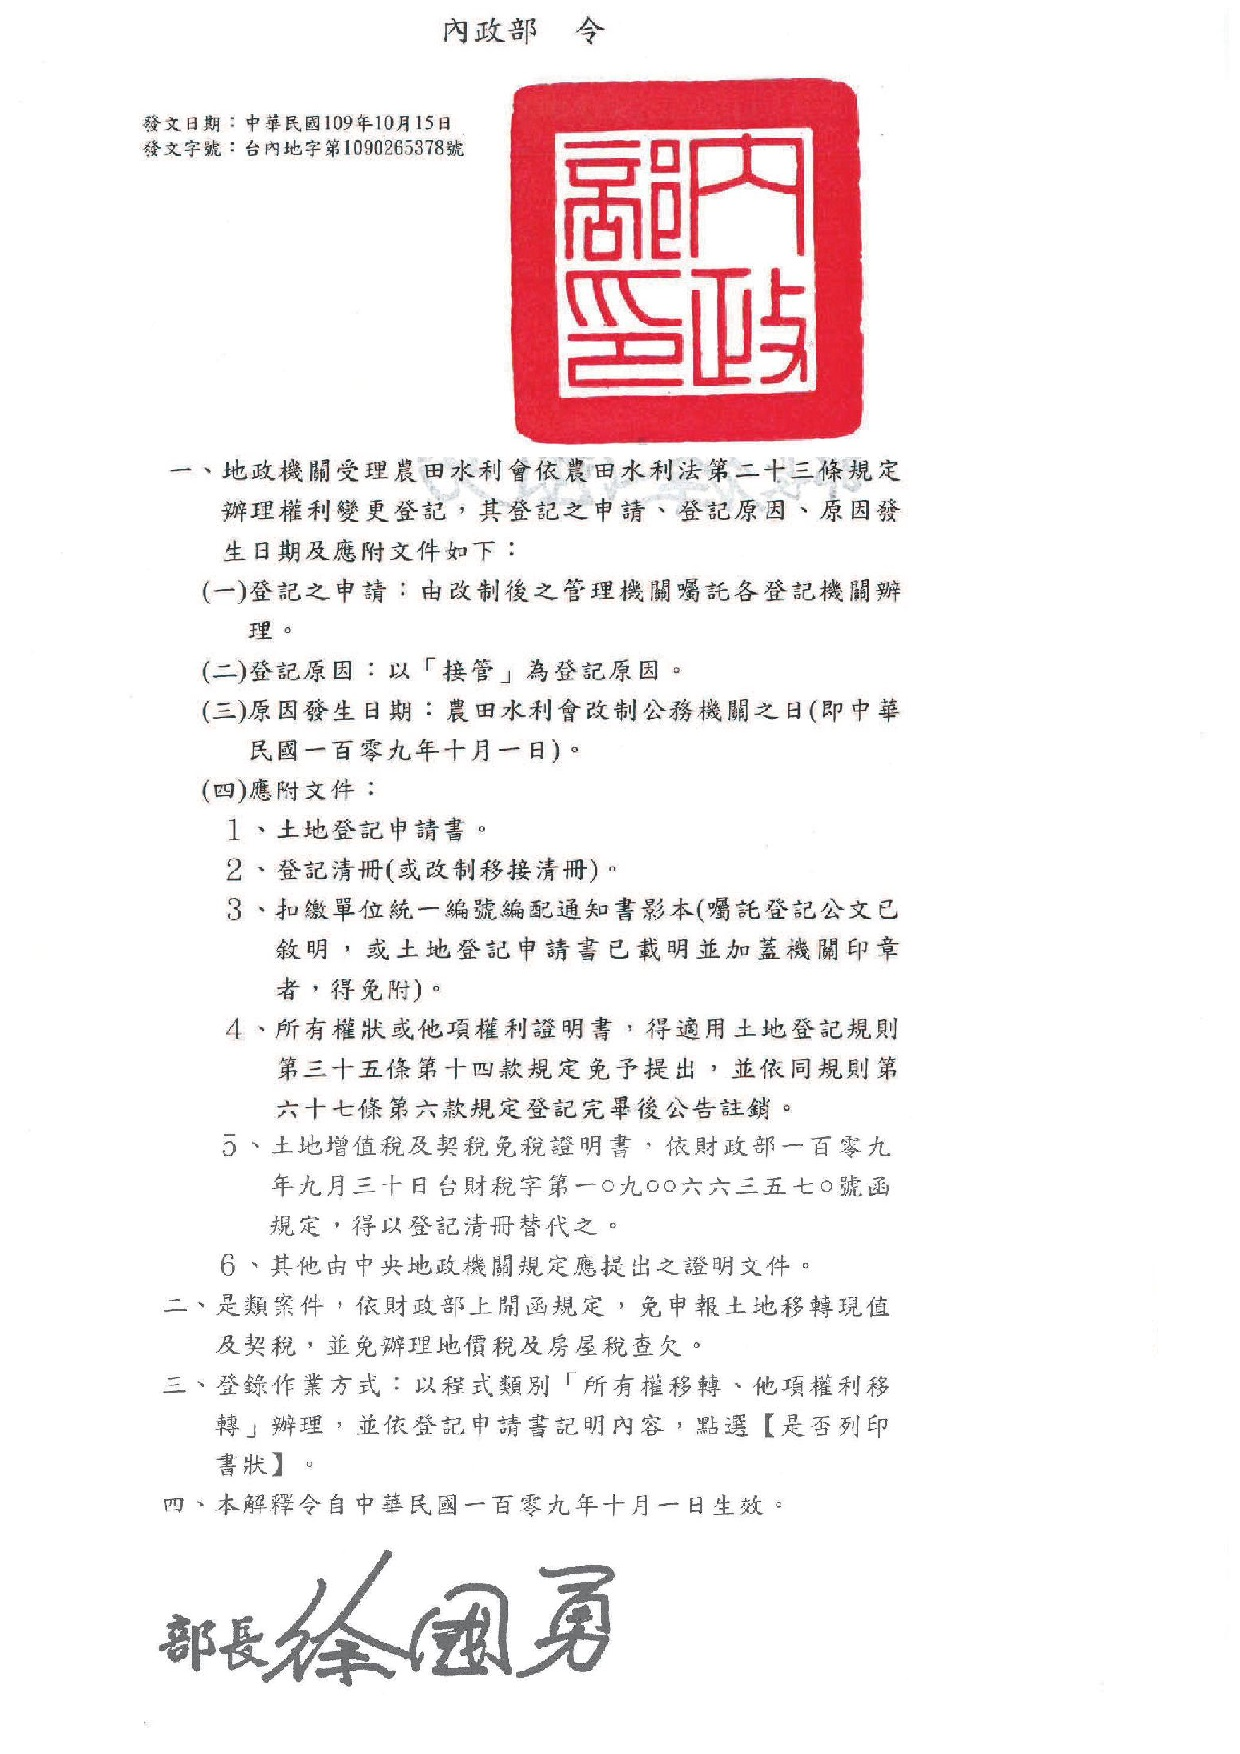 內政部 令
發文日期：中華民國109年10月15日
發文字號：台內地字第1090265378號
內政部印
一、地政機關受理農田水利會依農田水利法第二十三條規定
辦理權利變更登記，其登記之申請、登記原因、原因發
生日期及應附文件如下：
(一)登記之申請：由改制後之管理機關囑託各登記機關辦
理。
(二)登記原因：以「接管」為登記原因。
(三)原因發生日期：農田水利會改制公務機關之日(即中華
民國一百零九年十月一日)。
(四)應附文件：
1、土地登記申請書。
2、登記清冊(或改制移接清冊)。
3、扣繳單位統一編號編配通知書影本(囑託登記公文已
敘明，或土地登記申請書已載明並加蓋機關印章
者，得免附)。
4、所有權狀或他項權利證明書，得適用土地登記規則
第三十五條第十四款規定免予提出，並依同規則第
六十七條第六款規定登記完畢後公告註銷。
5、土地增值稅及契稅免稅證明書，依財政部一百零九
年九月三十日台財稅字第一○九○○六六三五七○號函
規定，得以登記清冊替代之。
6、其他由中央地政機關規定應提出之證明文件。
二、是類案件，依財政部上開函規定，免申報土地移轉現值
及契稅，並免辦理地價稅及房屋稅查欠。
三、登錄作業方式：以程式類別「所有權移轉、他項權利移
轉」辦理，並依登記申請書記明內容，點選【是否列印
書狀】。
四、本解釋令自中華民國一百零九年十月一日生效。
部長徐國勇